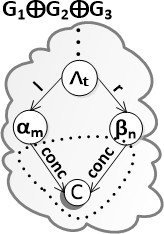 G₁⊕G₂⊕G₃
Λt
l r
αm βn
conc conc
C